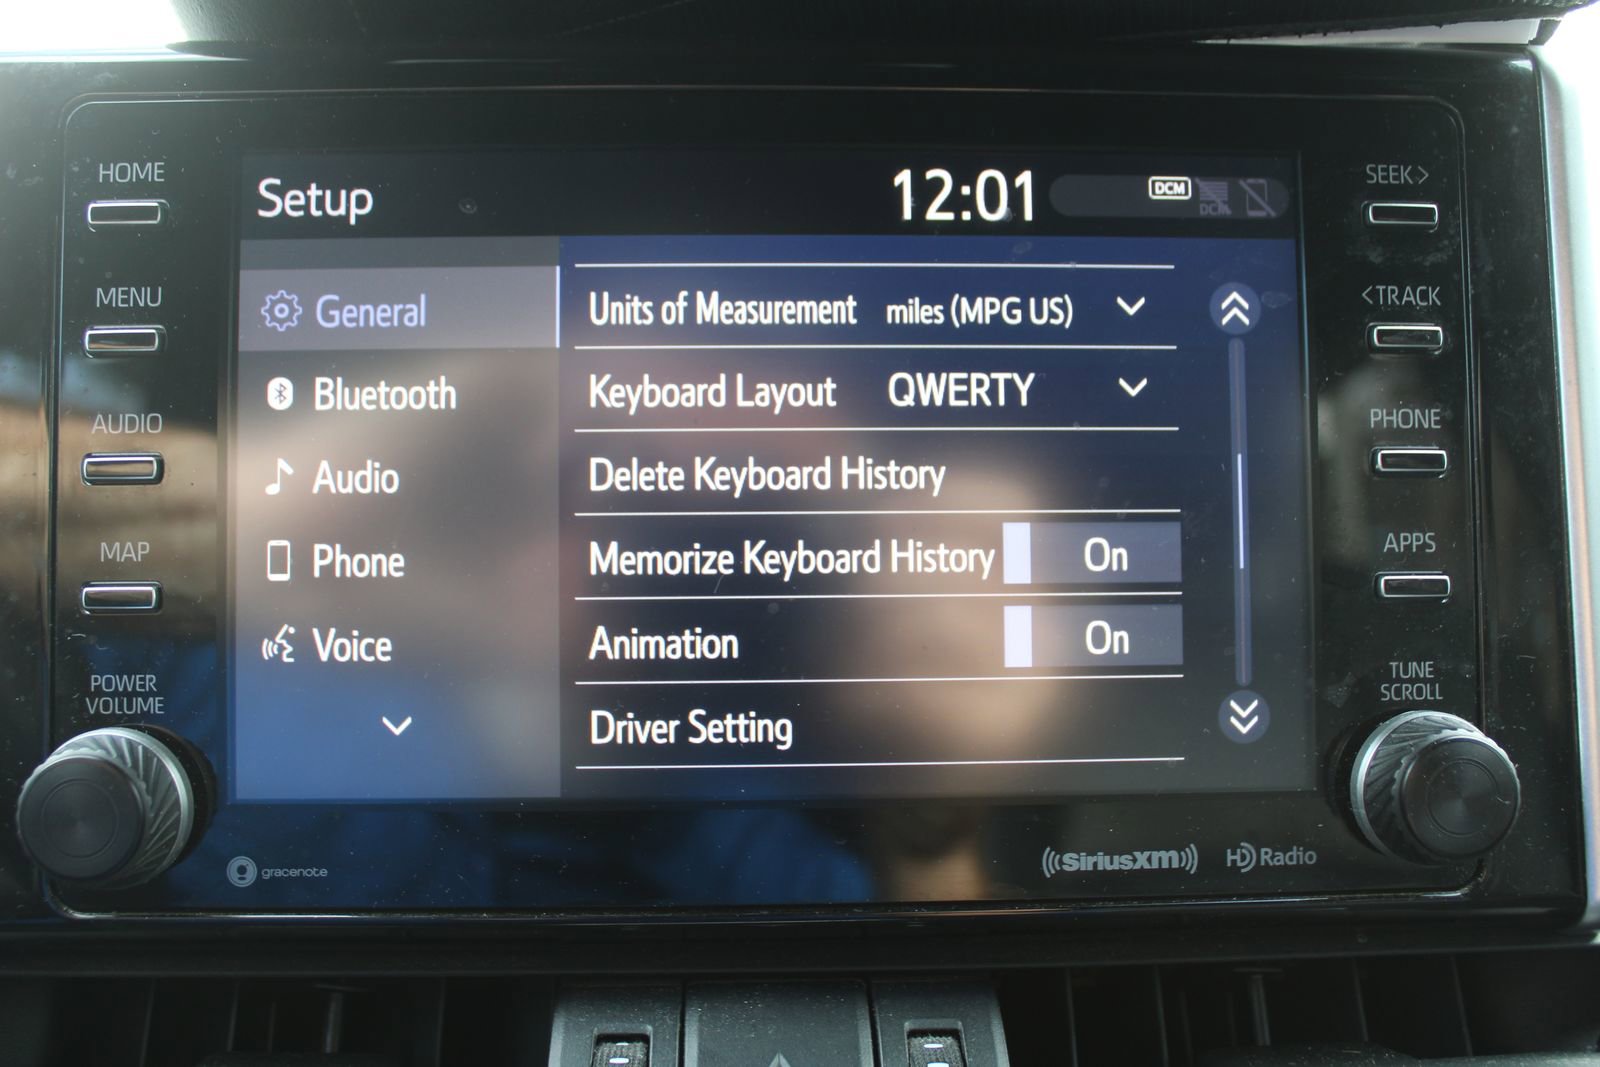 HOME
MENU
AUDIO
MAP
POWER
VOLUME
Setup
12:01
DCM
DCM
General
Bluetooth
Audio
Phone
Voice
Units of Measurement miles (MPG US)
Keyboard Layout QWERTY
Delete Keyboard History
Memorize Keyboard History On
Animation On
Driver Setting
SEEK>
<TRACK
PHONE
APPS
TUNE
SCROLL
gracenote
((SiriusXM))
HD Radio